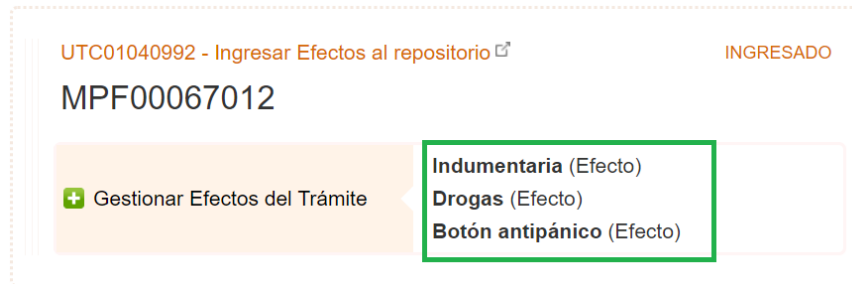 UTC01040992 - Ingresar Efectos al repositorio INGRESADO
MPF00067012
Gestionar Efectos del Trámite
Indumentaria (Efecto)
Drogas (Efecto)
Botón antipánico (Efecto)